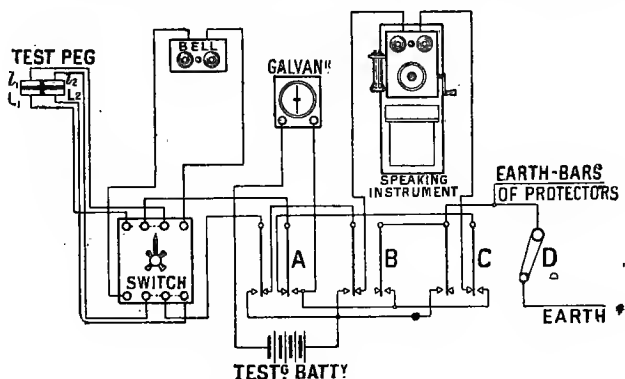 TEST PEG
l1 l2
L1 L2
BELL
GALVANR
SPEAKING
INSTRUMENT
EARTH-BARS
OF PROTECTORS
SWITCH
A
B
C
D
EARTH
TESTG BATTY